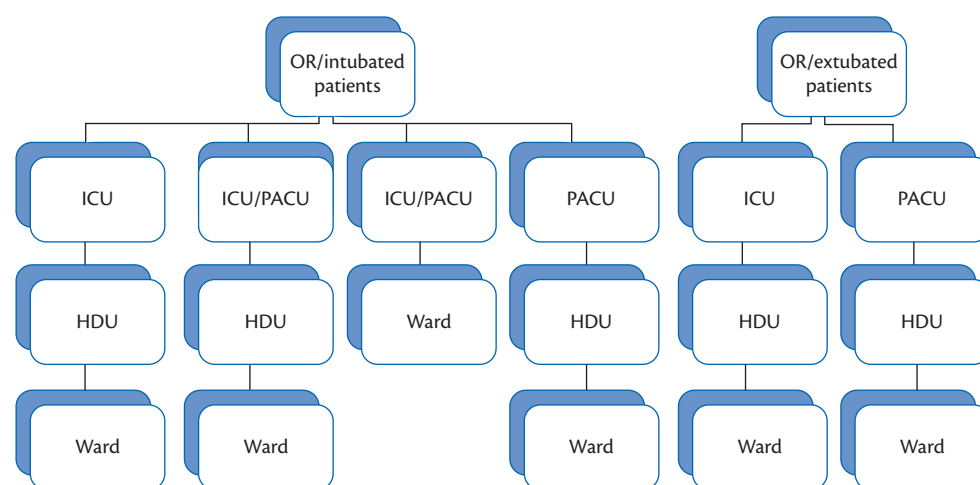 OR/intubated
patients
OR/extubated
patients
ICU
ICU/PACU
ICU/PACU
PACU
ICU
PACU
HDU
HDU
Ward
HDU
HDU
HDU
Ward
Ward
Ward
Ward
Ward